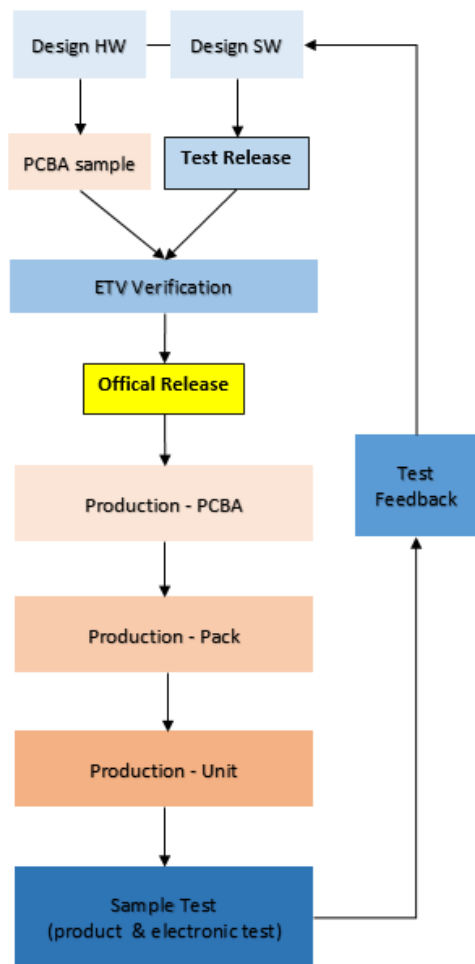 Design HW
Design SW
PCBA sample
Test Release
ETV Verification
Offical Release
Production - PCBA
Test
Feedback
Production - Pack
Production - Unit
Sample Test
(product & electronic test)